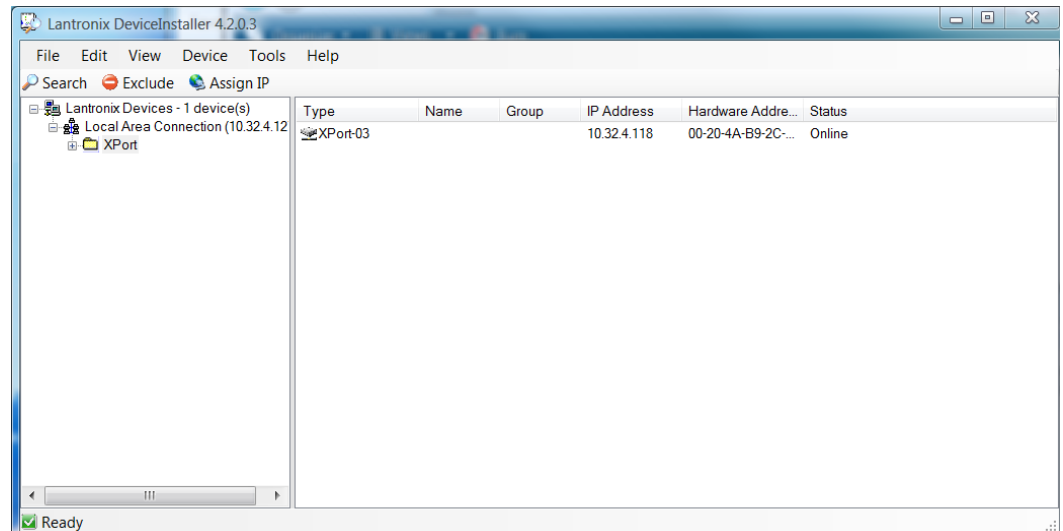 Lantronix DeviceInstaller 4.2.0.3
File Edit View Device Tools Help
Search Exclude Assign IP
Lantronix Devices - 1 device(s)
Local Area Connection (10.32.4.12
XPort
Type Name Group IP Address Hardware Addre... Status
XPort-03 10.32.4.118 00-20-4A-B9-2C-... Online
Ready